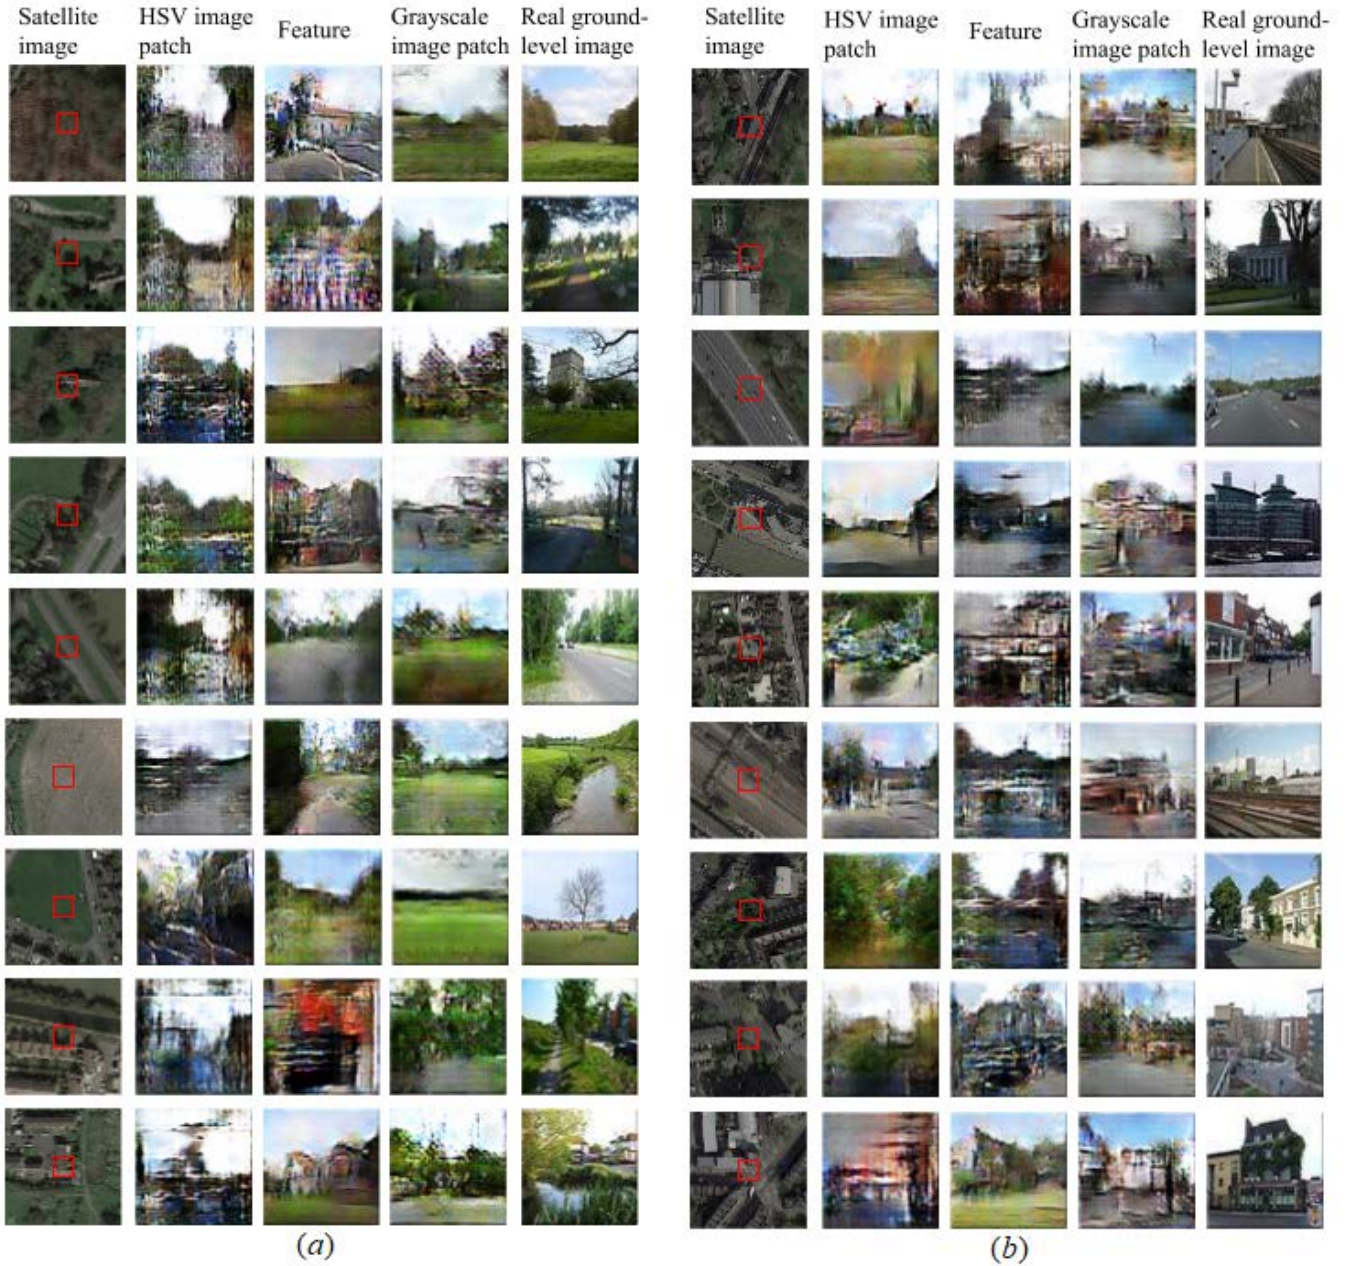 Satellite image
HSV image patch
Feature
Grayscale image patch
Real ground-level image
Satellite image
HSV image patch
Feature
Grayscale image patch
Real ground-level image
(a)
(b)